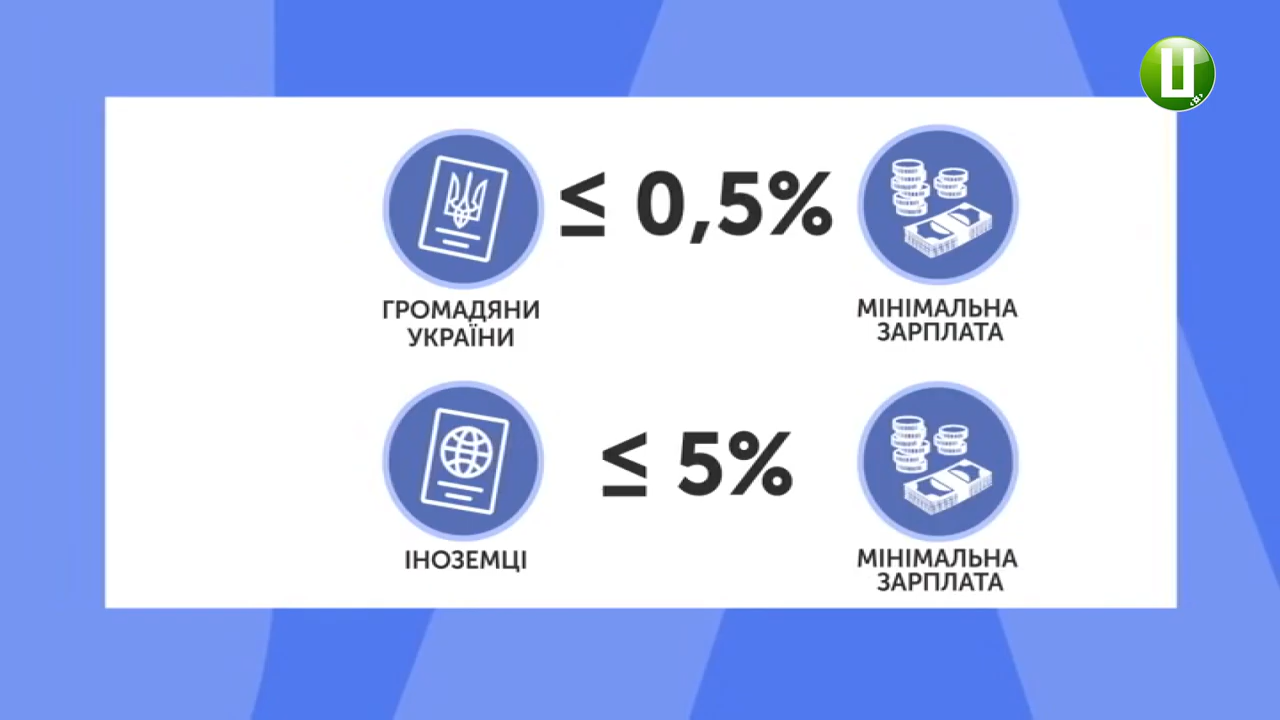 Ц
≤ 0,5%
ГРОМАДЯНИ
УКРАЇНИ
МІНІМАЛЬНА
ЗАРПЛАТА
≤ 5%
ІНОЗЕМЦІ
МІНІМАЛЬНА
ЗАРПЛАТА